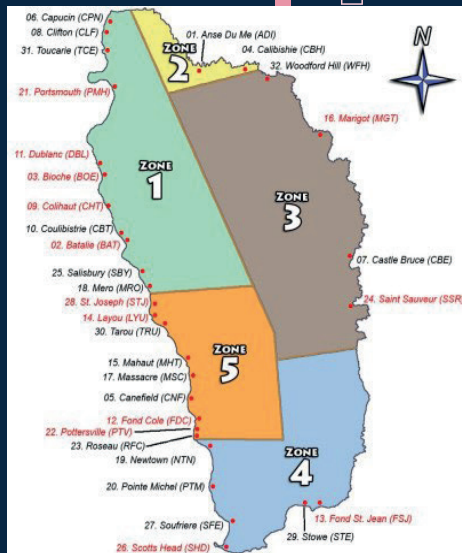 06. Capucin (CPN)
08. Clifton (CLF)
31. Toucarie (TCE)
21. Portsmouth (PMH)
11. Dublanc (DBL)
03. Bioche (BOE)
09. Colihaut (CHT)
10. Coulibistrie (CBT)
02. Batalie (BAT)
25. Salisbury (SBY)
18. Mero (MRO)
28. St. Joseph (STJ)
14. Layou (LYU)
30. Tarou (TRU)
15. Mahaut (MHT)
17. Massacre (MSC)
05. Canefield (CNF)
12. Fond Cole (FDC)
22. Pottersville (PTV)
23. Roseau (RFC)
19. Newtown (NTN)
20. Pointe Michel (PTM)
27. Soufriere (SFE)
26. Scotts Head (SHD)
ZONE
2
01. Anse Du Me (ADI)
04. Calibishie (CBH)
32. Woodford Hill (WFH)
N
16. Marigot (MGT)
ZONE
1
ZONE
3
07. Castle Bruce (CBE)
24. Saint Sauveur (SSR)
ZONE
5
ZONE
4
13. Fond St. Jean (FSJ)
29. Stowe (STE)